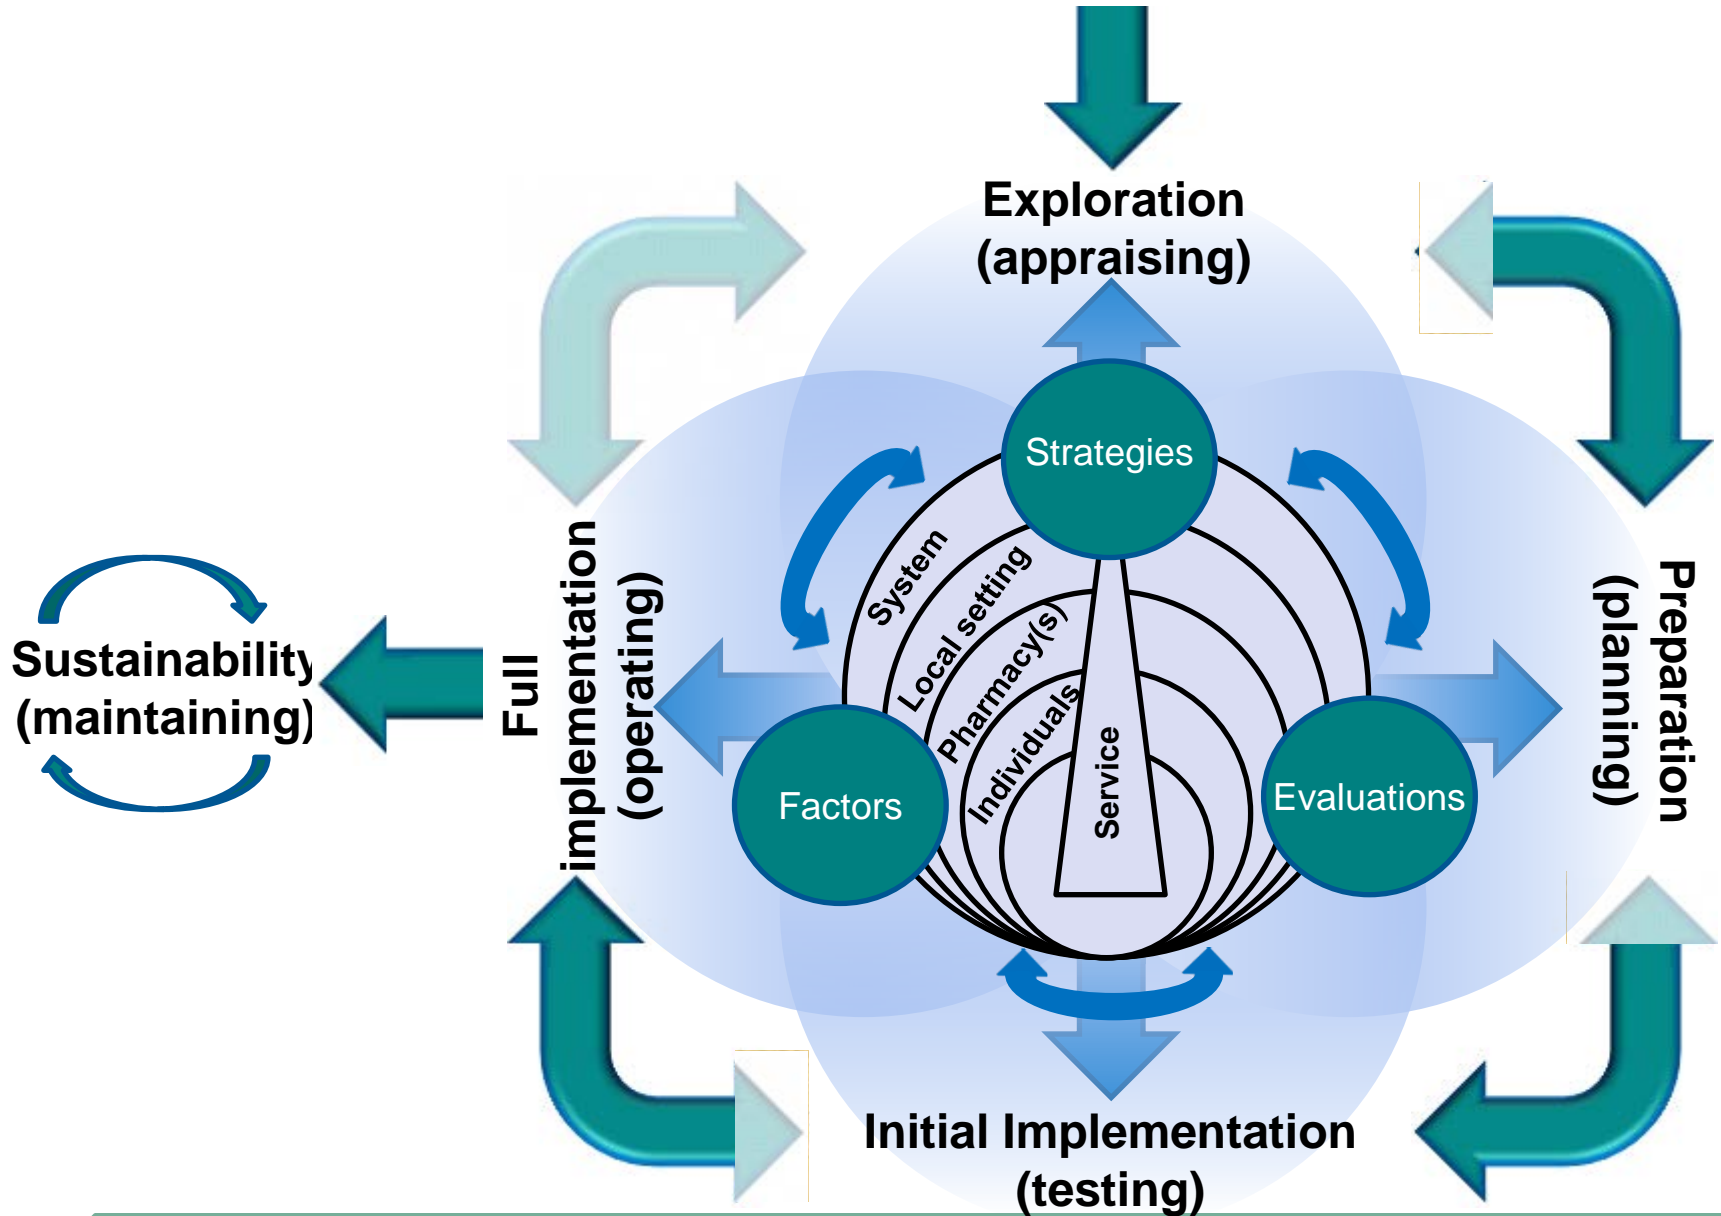 Exploration
(appraising)
Strategies
System
Local setting
Pharmacy(s)
Individuals
Service
Factors
Evaluations
Full
implementation
(operating)
Sustainability
(maintaining)
Preparation
(planning)
Initial Implementation
(testing)